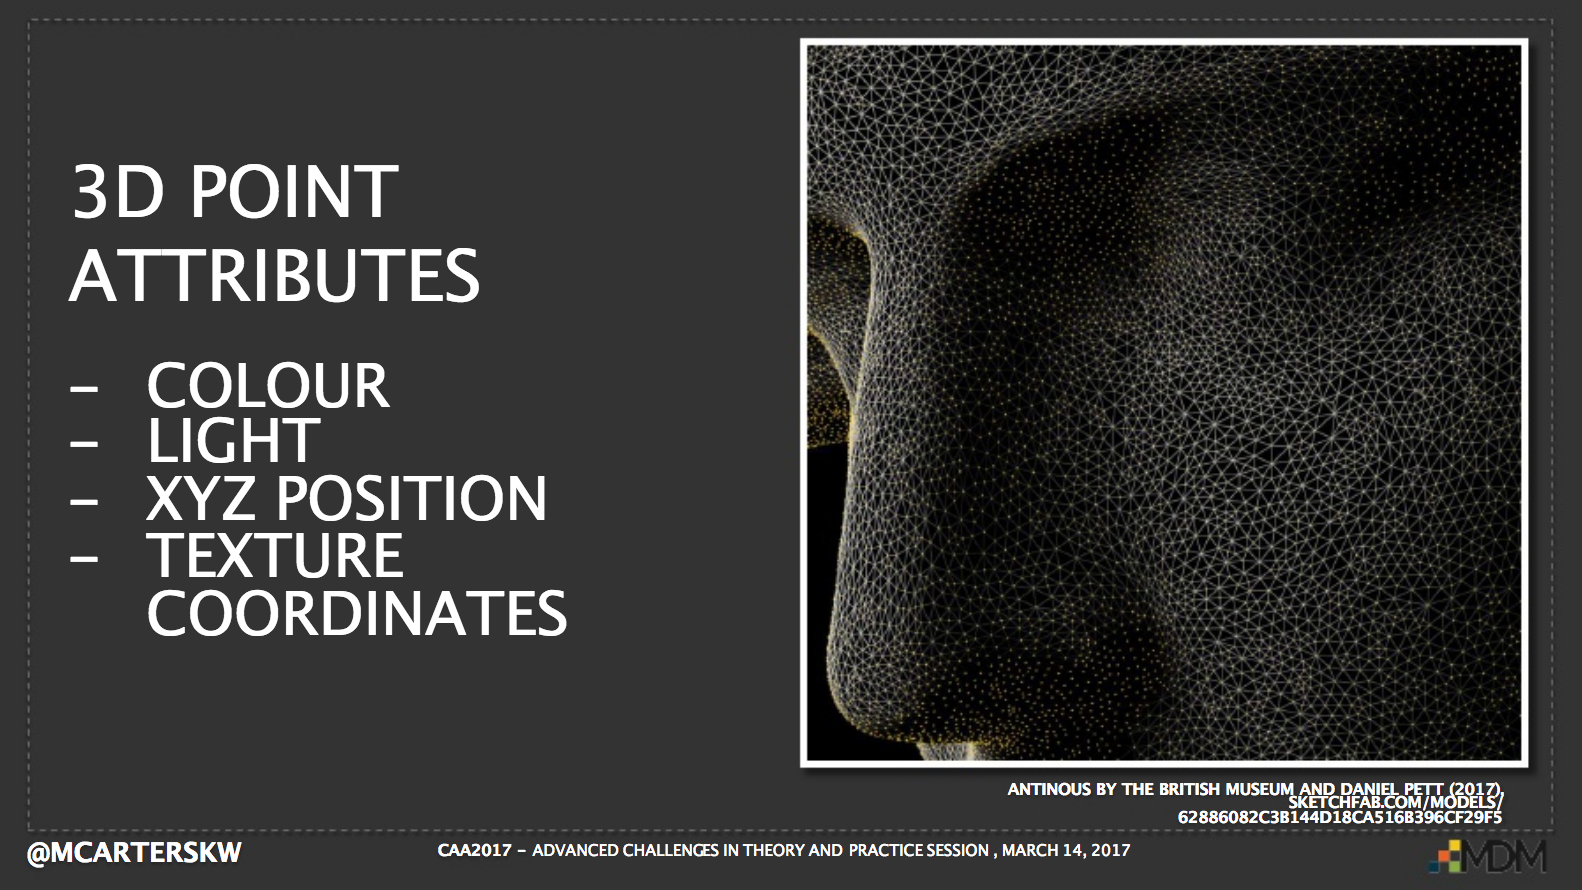 3D POINT
ATTRIBUTES
– COLOUR
– LIGHT
– XYZ POSITION
– TEXTURE
COORDINATES
ANTINOUS BY THE BRITISH MUSEUM AND DANIEL PETT (2017),
SKETCHFAB.COM/MODELS/
62886082C3B144D18CA516B396CF29F5
@MCARTERSKW
CAA2017 – ADVANCED CHALLENGES IN THEORY AND PRACTICE SESSION , MARCH 14, 2017
MDM